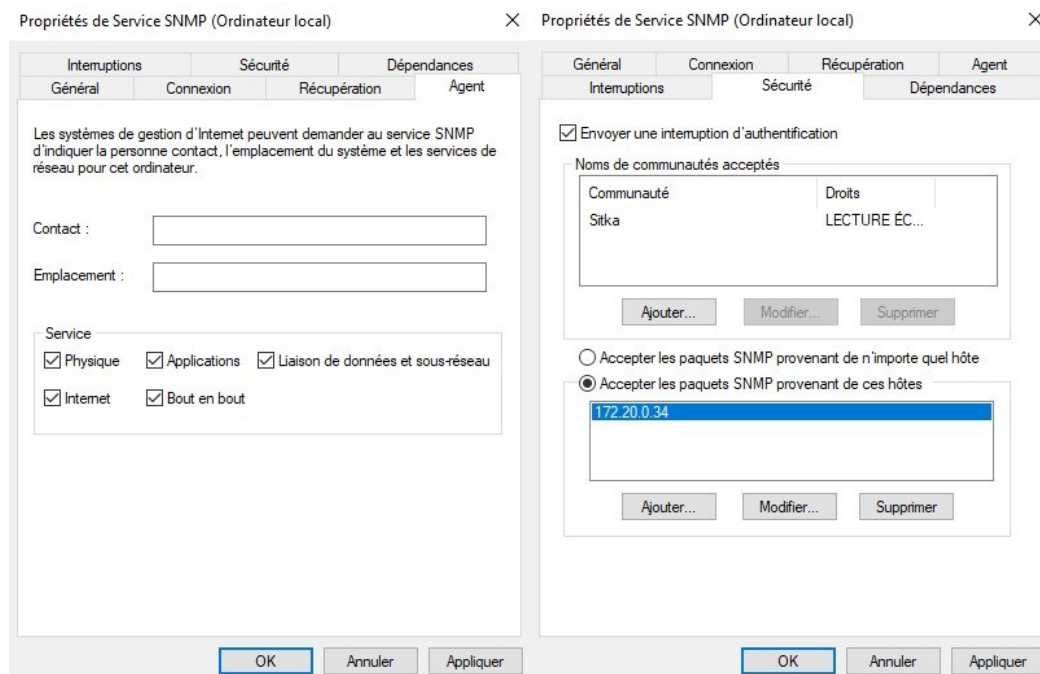 Propriétés de Service SNMP (Ordinateur local)
Interruptions Sécurité Dépendances
Général Connexion Récupération Agent
Les systèmes de gestion d'Internet peuvent demander au service SNMP
d'indiquer la personne contact, l'emplacement du système et les services de
réseau pour cet ordinateur.
Contact :
Emplacement :
Service
Physique Applications Liaison de données et sous-réseau
Internet Bout en bout
OK Annuler Appliquer
Propriétés de Service SNMP (Ordinateur local)
Général Connexion Récupération Agent
Interruptions Sécurité Dépendances
Envoyer une interruption d'authentification
Noms de communautés acceptés
Communauté Droits
Sitka LECTURE ÉC...
Ajouter... Modifier... Supprimer
Accepter les paquets SNMP provenant de n'importe quel hôte
Accepter les paquets SNMP provenant de ces hôtes
172.20.0.34
Ajouter... Modifier... Supprimer
OK Annuler Appliquer